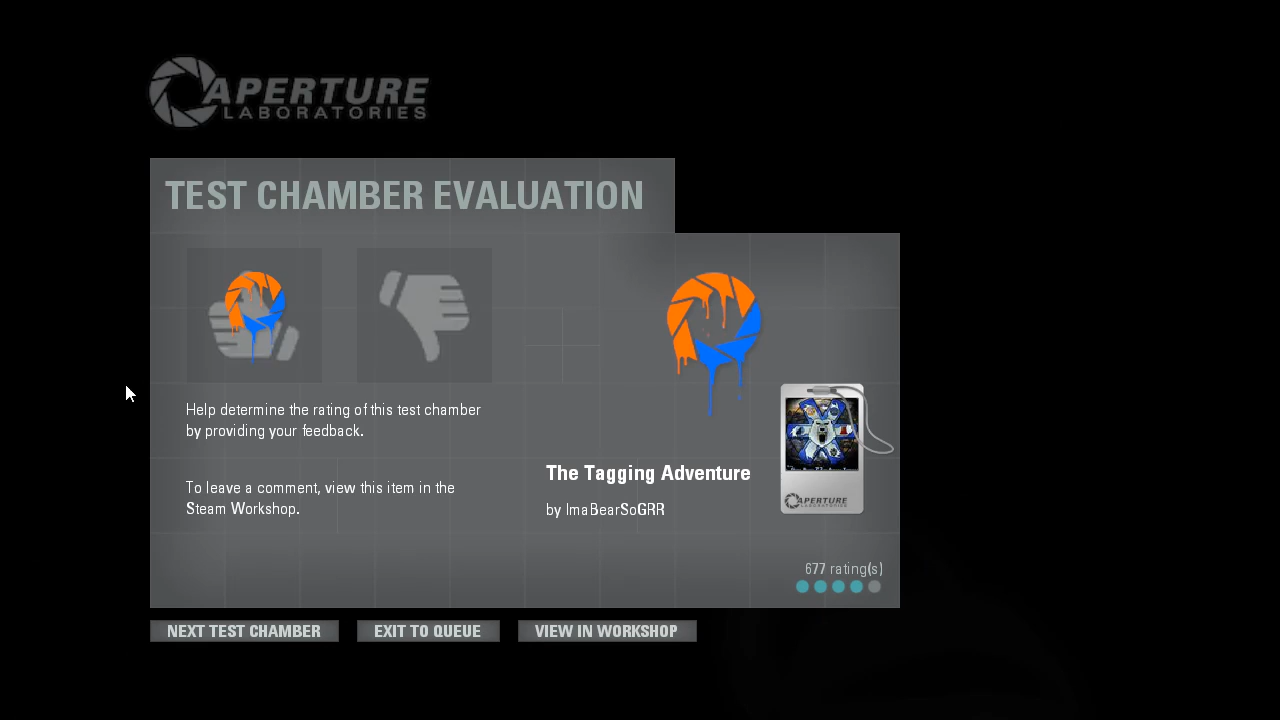 APERTURE
LABORATORIES
TEST CHAMBER EVALUATION
Help determine the rating of this test chamber
by providing your feedback.
To leave a comment, view this item in the
Steam Workshop.
The Tagging Adventure
by ImaBearSoGRR
APERTURE
LABORATORIES
677 rating(s)
NEXT TEST CHAMBER
EXIT TO QUEUE
VIEW IN WORKSHOP